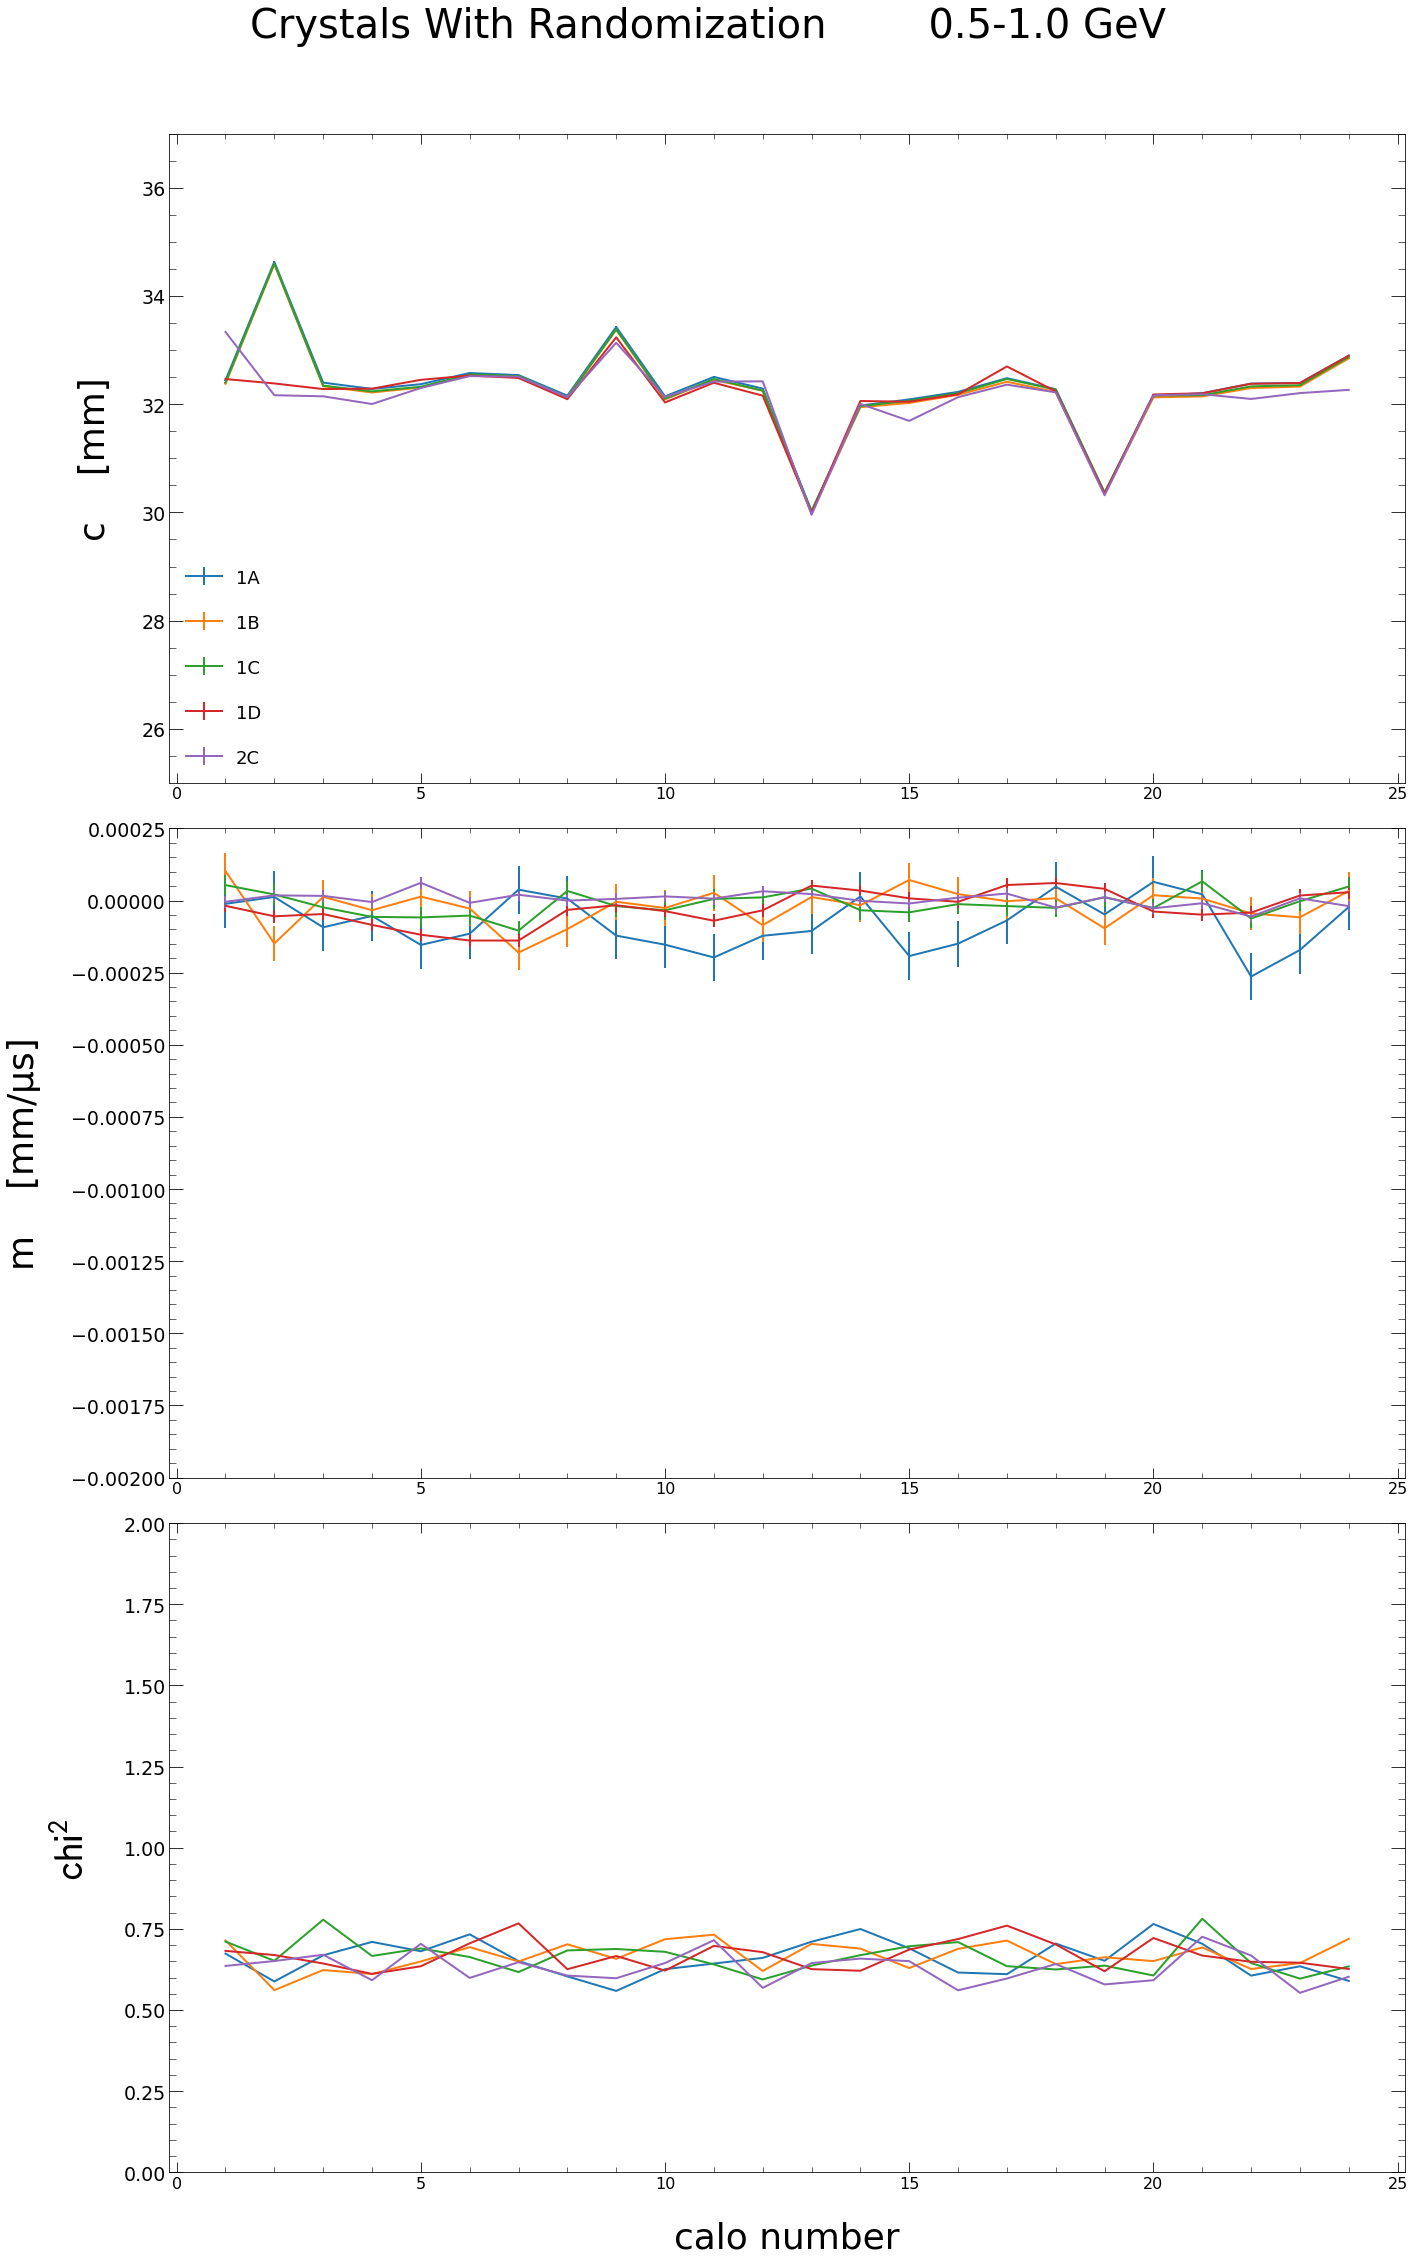 Crystals With Randomization 0.5-1.0 GeV
36
34
32
30
28
26
c [mm]
1A
1B
1C
1D
2C
0 5 10 15 20 25
0.00025
0.00000
−0.00025
−0.00050
−0.00075
−0.00100
−0.00125
−0.00150
−0.00175
−0.00200
m [mm/µs]
0 5 10 15 20 25
2.00
1.75
1.50
1.25
1.00
0.75
0.50
0.25
0.00
chi²
0 5 10 15 20 25
calo number